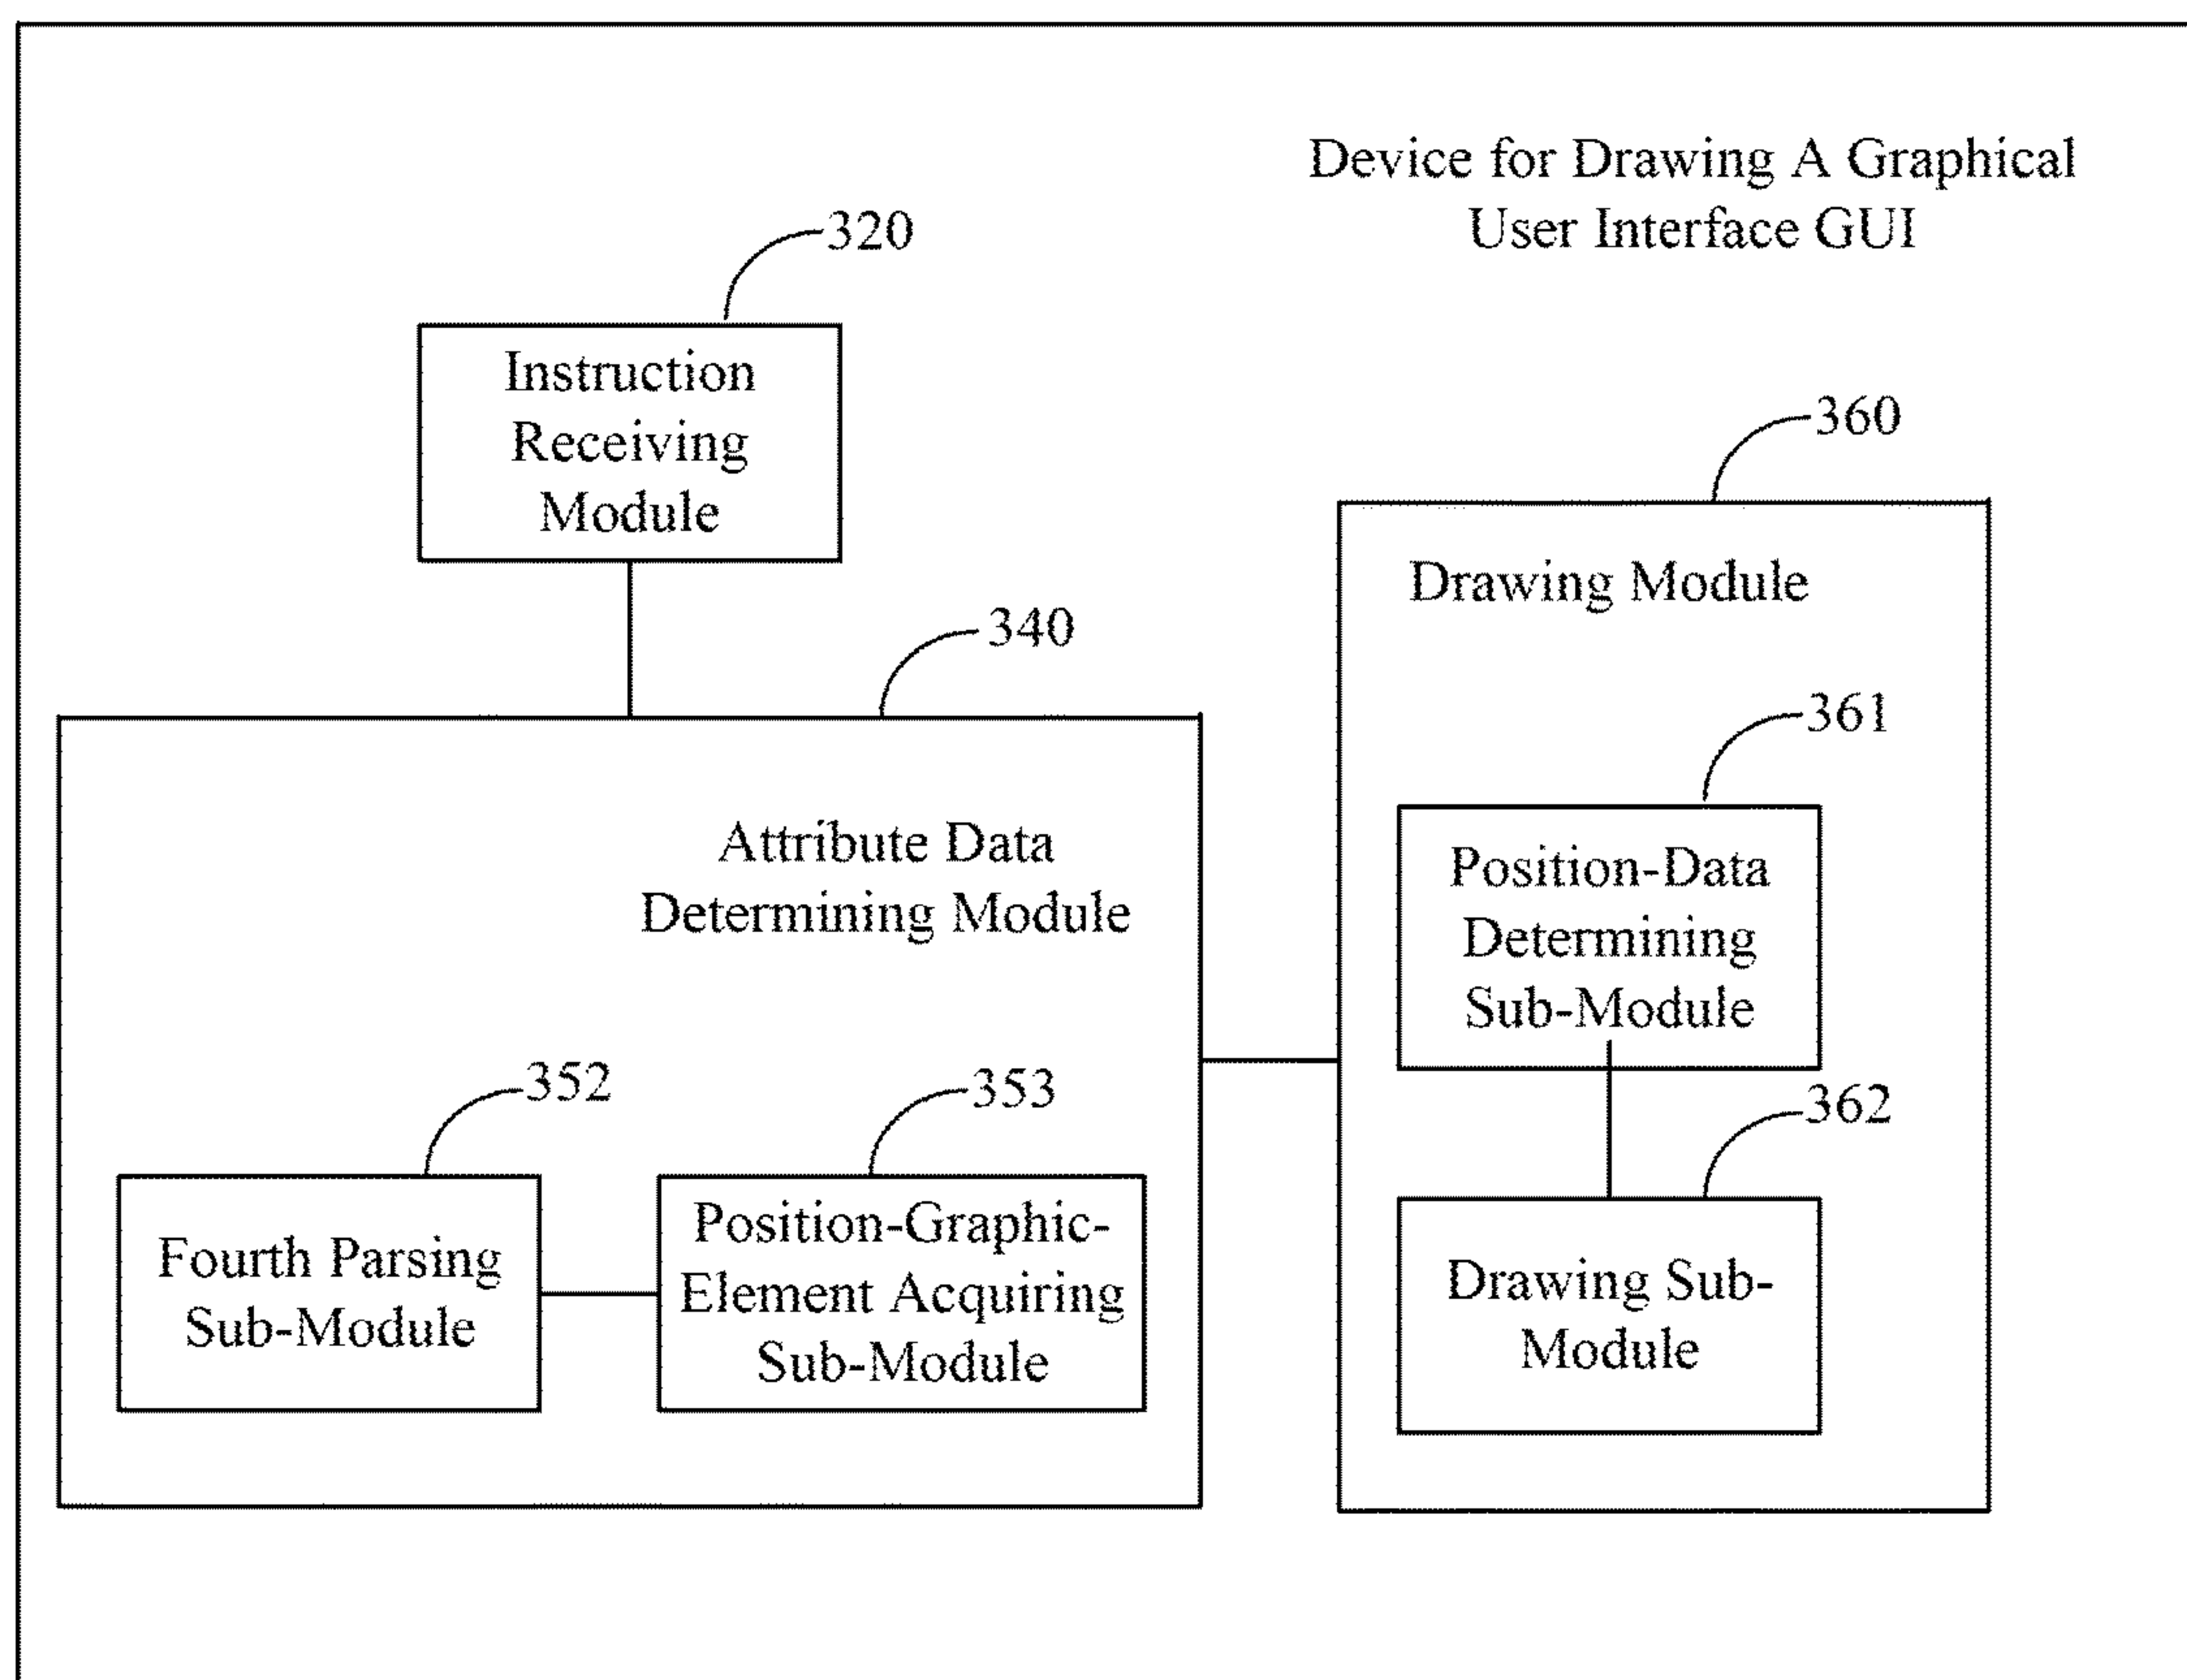 Device for Drawing A Graphical
User Interface GUI
320
Instruction
Receiving
Module
360
Drawing Module
340
Attribute Data
Determining Module
361
Position-Data
Determining
Sub-Module
352
Fourth Parsing
Sub-Module
353
Position-Graphic-
Element Acquiring
Sub-Module
362
Drawing Sub-
Module